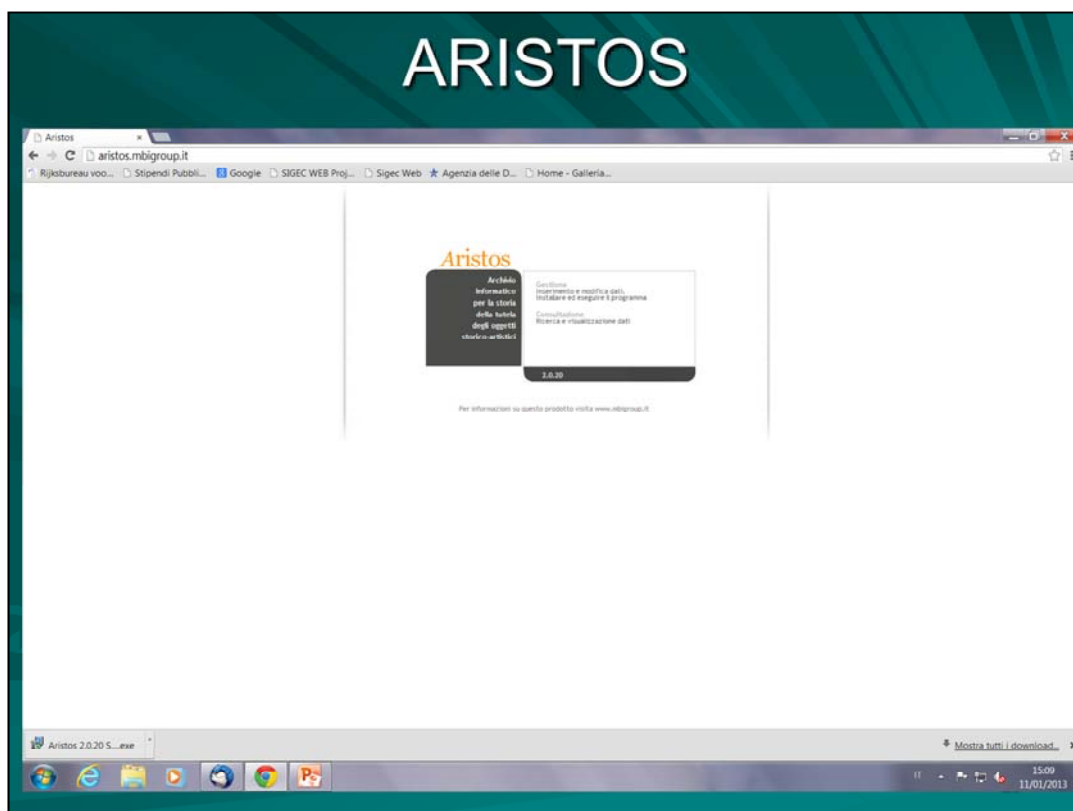 ARISTOS
Aristos
aristos.mbigroup.it
Rijksbureau voo... Stipendi Pubbli... Google SIGEC WEB Proj... Sigec Web Agenzia delle D... Home - Galleria...
Aristos
Archivio
informatico
per la storia
della tutela
degli oggetti
storico-artistici
Gestione
Inserimento e modifica dati.
Installare ed eseguire il programma
Consultazione
Ricerca e visualizzazione dati
2.0.20
Per informazioni su questo prodotto visita www.mbigroup.it
Aristos 2.0.20 S....exe
Mostra tutti i download...
IT
15:09
11/01/2013